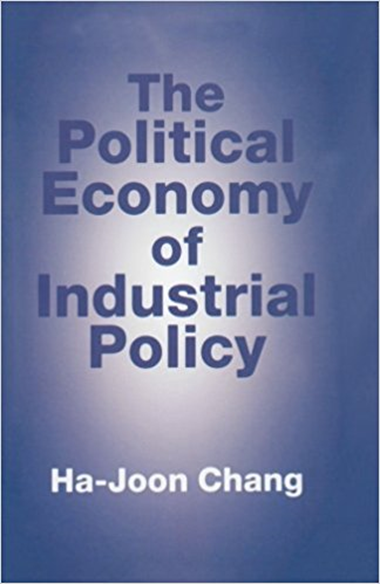 The
Political
Economy
of
Industrial
Policy
Ha-Joon Chang